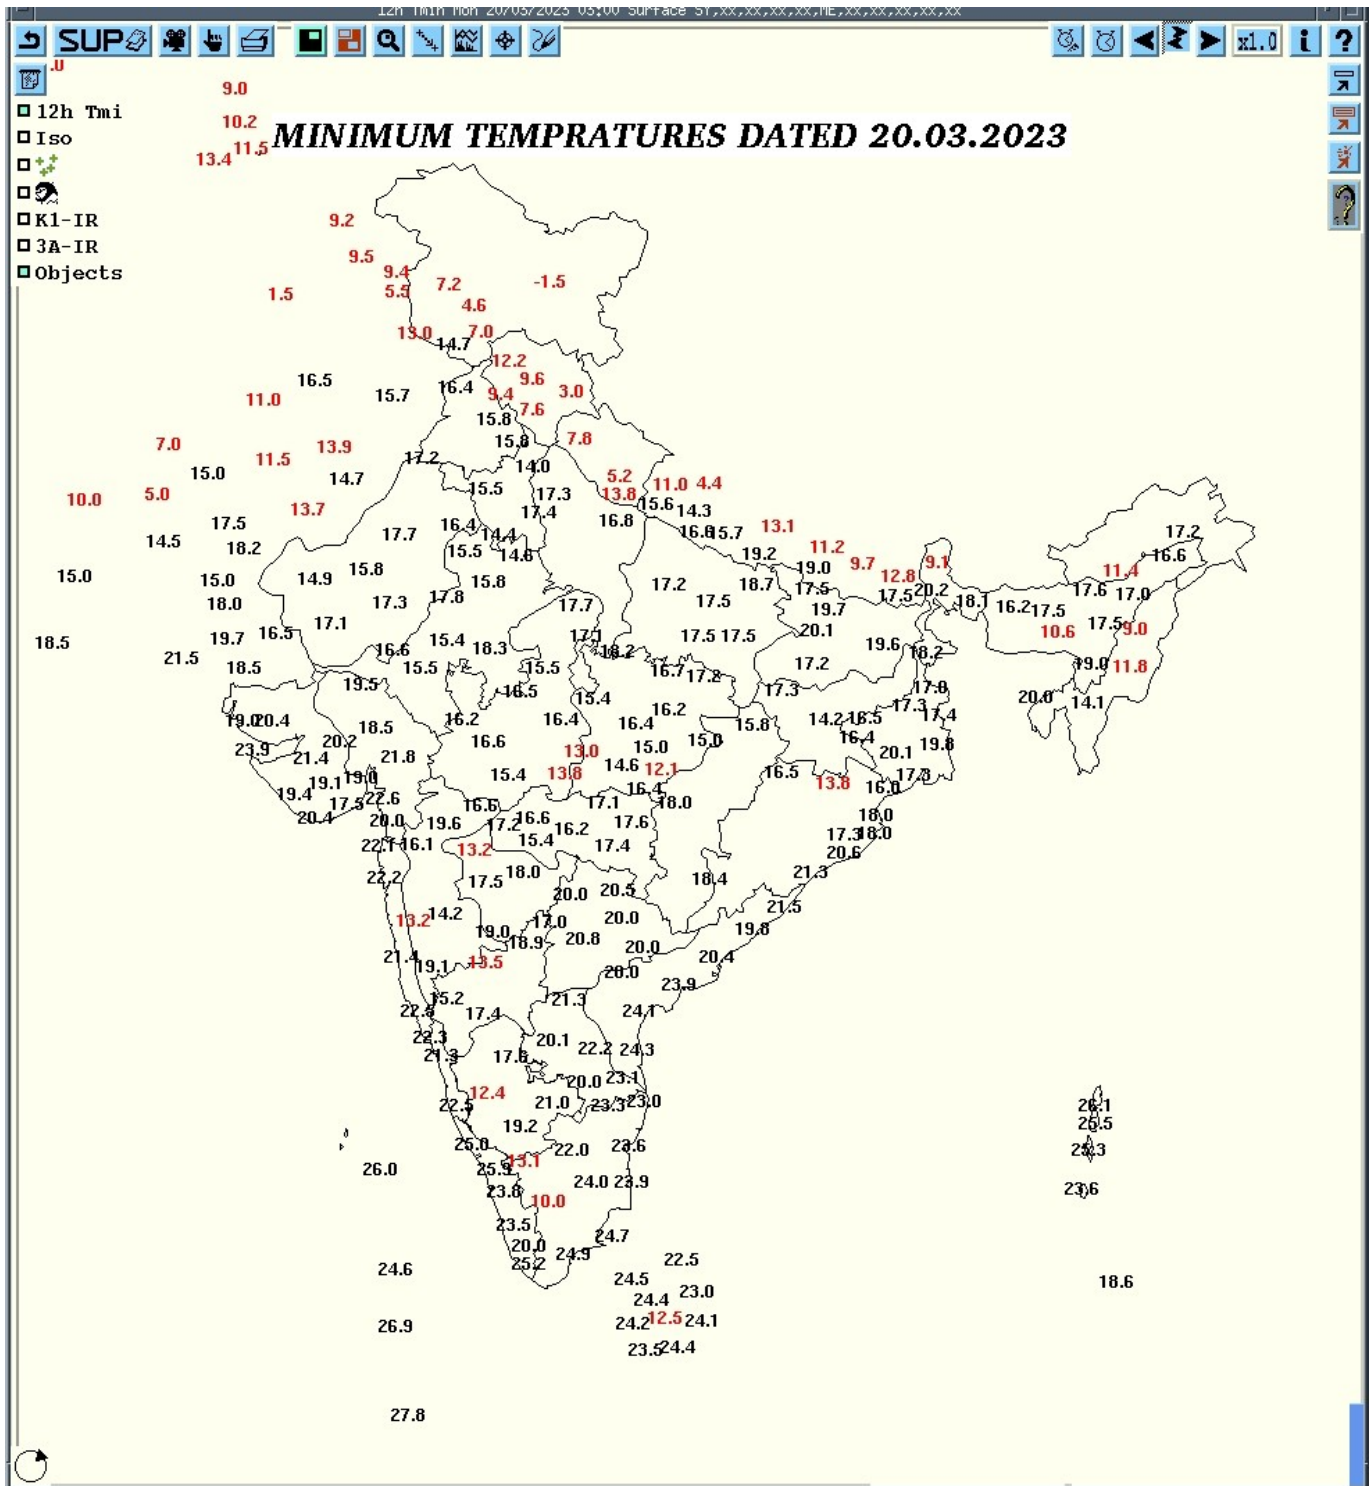 12h Tmin Mon 20/03/2023 03:00 Surface SY,xx,xx,xx,xx,ME,xx,xx,xx,xx,xx
SUP x1.0 i ?
.0
9.0
12h Tmi
10.2
MINIMUM TEMPRATURES DATED 20.03.2023
Iso
11.5
13.4
K1-IR
9.2
3A-IR
9.5
Objects
9.4
7.2 -1.5
1.5 5.5
4.6
13.0 7.0
14.7
12.2
16.5 9.6
11.0 15.7 16.4 9.4 3.0
7.6
15.8
7.0 13.9 15.8 7.8
11.5 17.2
15.0 14.7 14.0 5.2
10.0 5.0 15.5 17.3 13.8 11.0 4.4
13.7 17.4 15.6 14.3
17.5 17.7 16.4 14.4 16.8 15.7 13.1 17.2
14.5 18.2 15.5 14.6 19.2 11.2 16.6
15.0 15.0 14.9 15.8 15.8 17.2 18.7 19.0 9.7 12.8 9.1 11.4
18.0 17.3 17.8 17.7 17.5 17.5 19.7 17.5 20.2 18.1 16.2 17.5 17.6 17.0
18.5 19.7 16.5 17.1 15.4 18.3 17.1 17.5 17.5 20.1 19.6 10.6 17.5 9.0
21.5 18.5 16.6 15.5 15.5 18.2 16.7 17.2 17.2 18.2 19.0 11.8
19.5 16.5 15.4 17.3 17.0 20.0 14.1
20.4 18.5 16.2 16.4 16.4 16.2 15.8 14.2 16.5 17.3 17.4
23.9 21.4 20.2 21.8 16.6 13.0 15.0 15.0 16.4 20.1 19.8
19.4 19.1 19.0 15.4 13.8 14.6 12.1 16.5 13.8 16.0 17.3
20.4 17.5 22.6 16.6 17.1 16.4 18.0
20.0 19.6 17.2 16.6 16.2 17.6 18.0
22.1 16.1 13.2 15.4 17.4 17.3 18.0
22.2 17.5 18.0 20.6
20.0 20.5 18.4 21.3
13.2 14.2 17.0 20.0 21.5
19.0 18.9 20.8 20.0 19.8
21.4 19.1 13.5 20.0 20.4
15.2 21.3 23.9
22.5 17.4 24.1
22.3 20.1
21.3 22.2 24.3
20.0 23.1
12.4
22.5 21.0 23.3 23.0 26.1
19.2 25.5
25.0 22.0 23.6 25.3
26.0 13.1
23.8 24.0 23.9 23.6
10.0
23.5 24.7
20.0 24.9 22.5
24.6 25.2 24.5 18.6
24.4 23.0
26.9 24.2 12.5 24.1
23.5 24.4
27.8